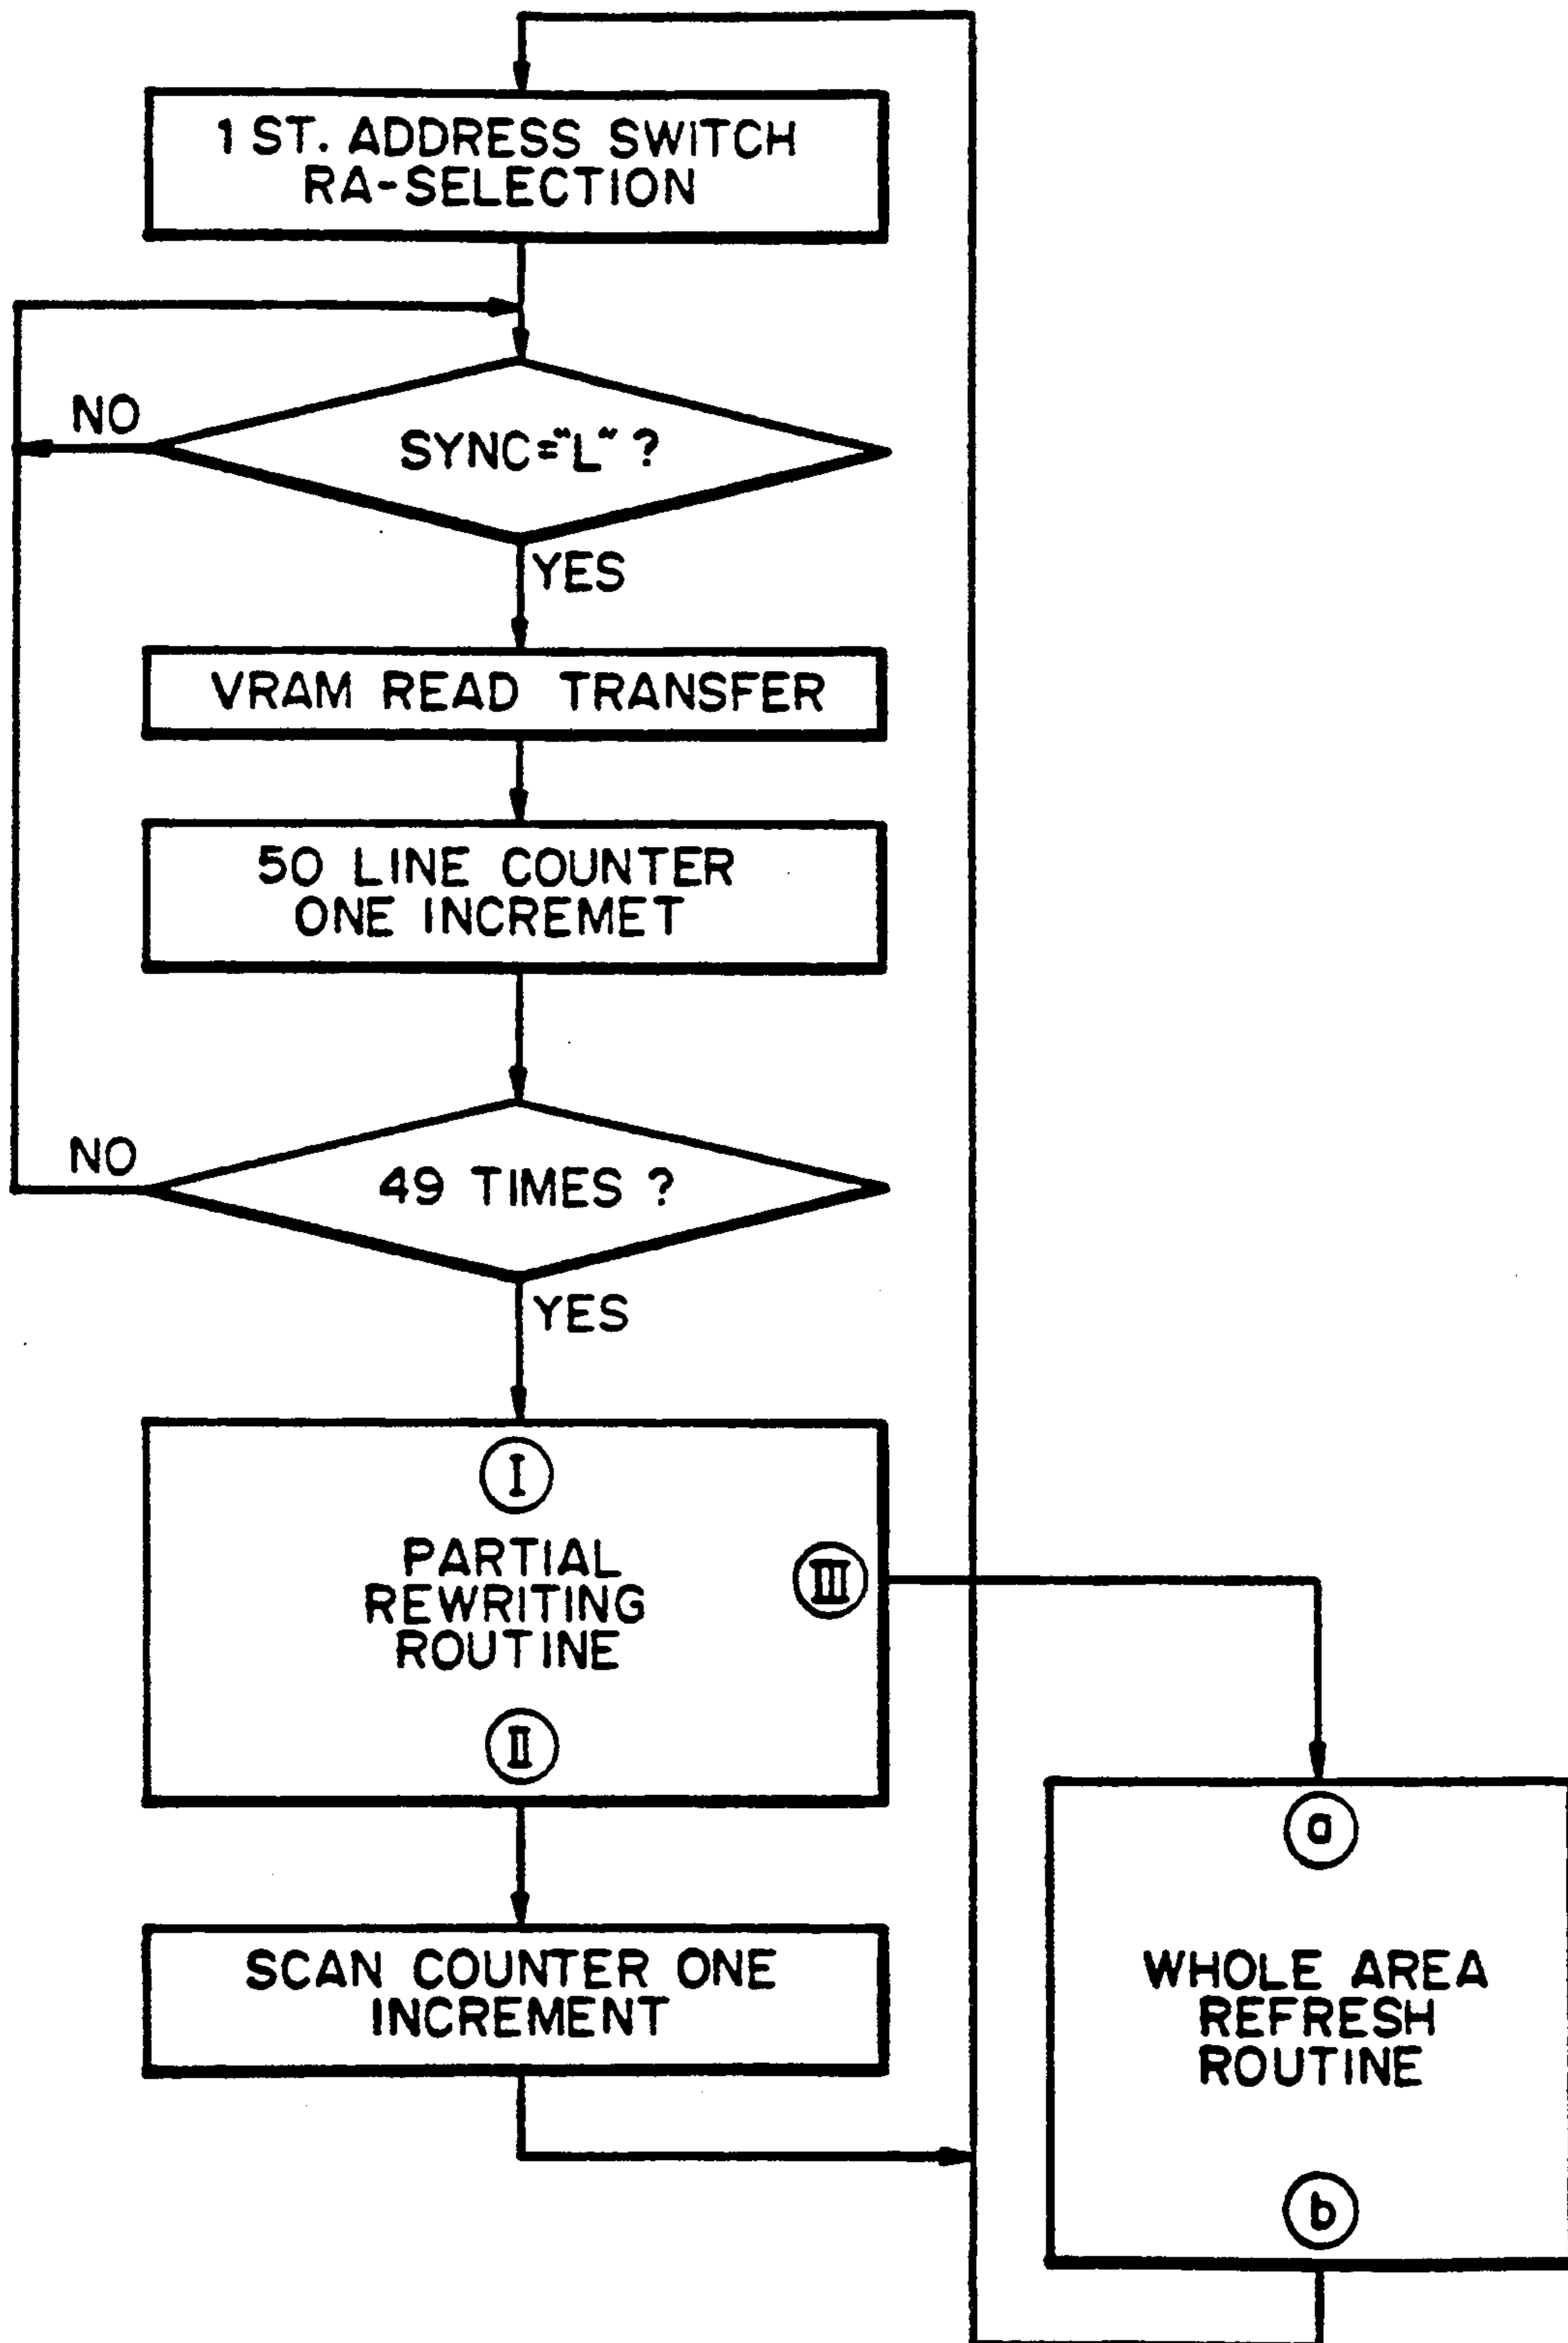 1 ST. ADDRESS SWITCH
RA-SELECTION
NO
SYNC="L" ?
YES
VRAM READ TRANSFER
50 LINE COUNTER
ONE INCREMET
NO
49 TIMES ?
YES
I
PARTIAL
REWRITING
ROUTINE
III
II
a
SCAN COUNTER ONE
INCREMENT
WHOLE AREA
REFRESH
ROUTINE
b